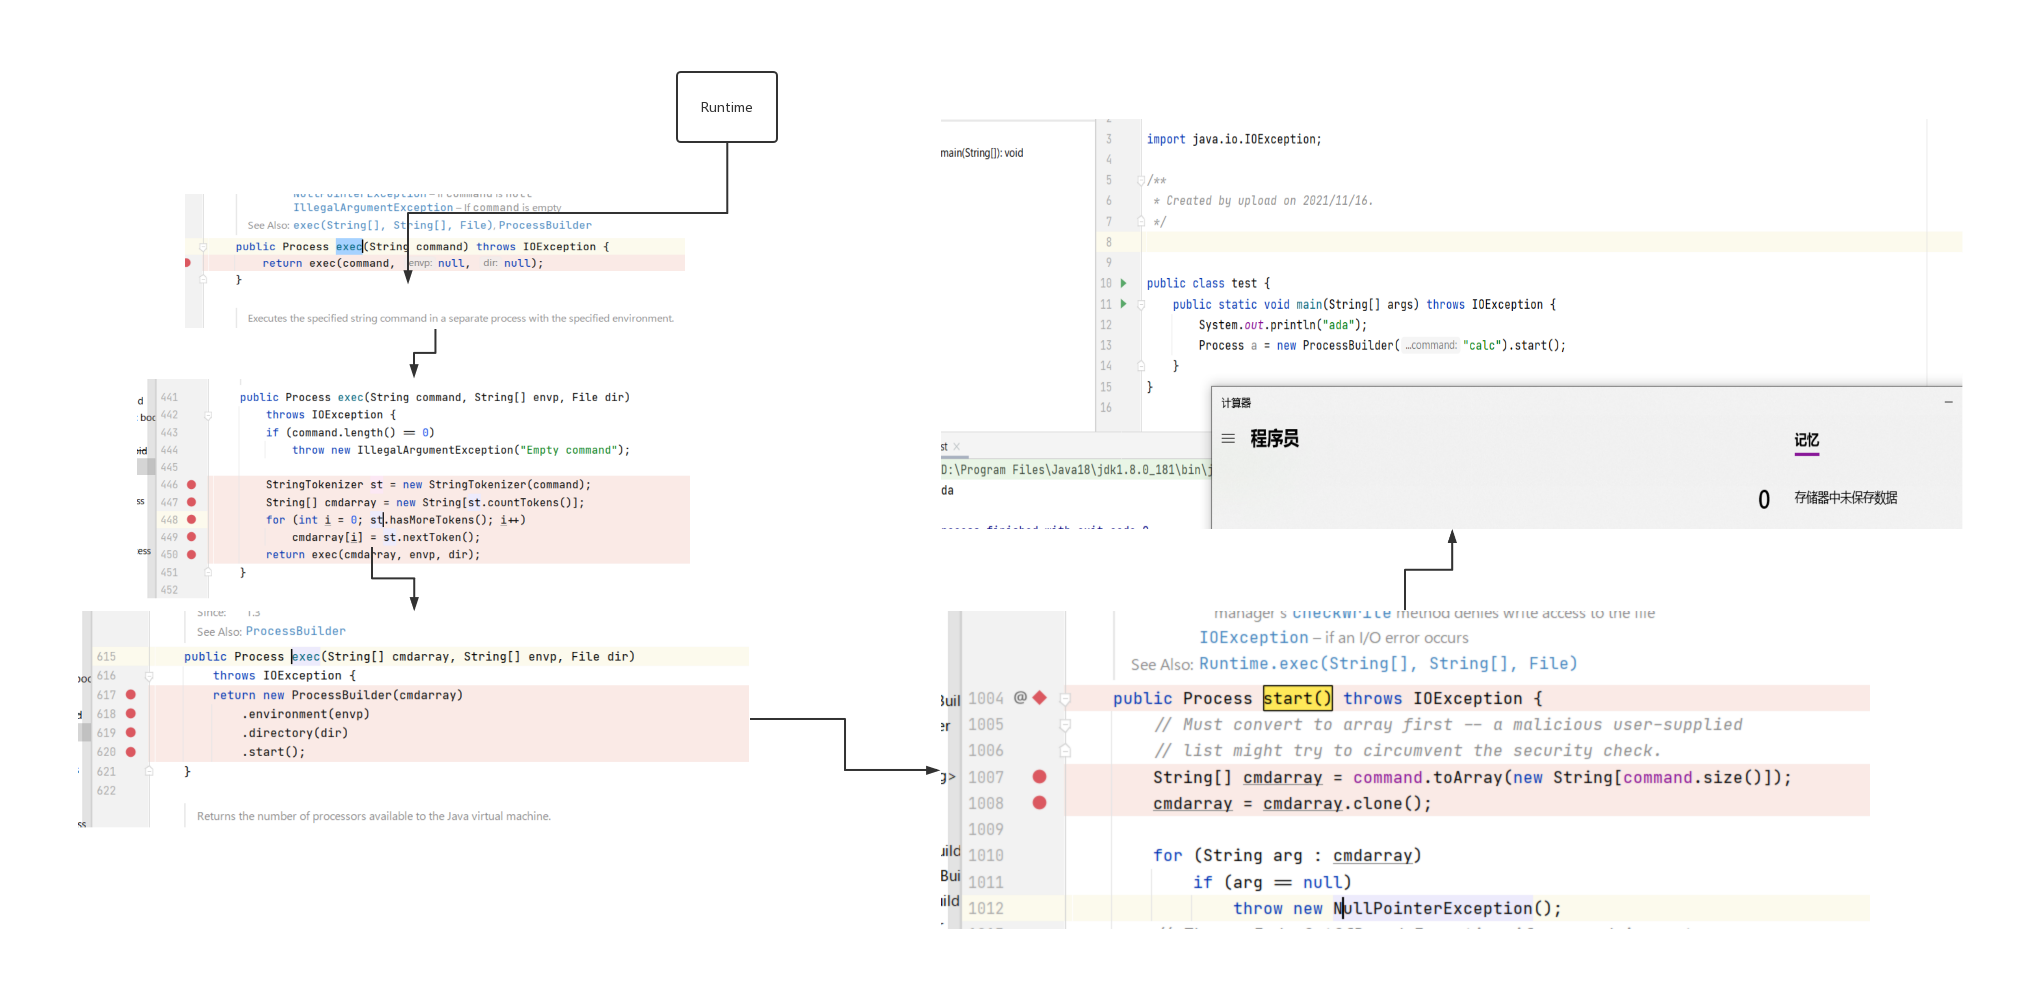 Runtime
NullPointerException – If command is null
IllegalArgumentException – If command is empty
See Also: exec(String[], String[], File), ProcessBuilder
public Process exec(String command) throws IOException {
return exec(command, envp: null, dir: null);
}
Executes the specified string command in a separate process with the specified environment.
441 public Process exec(String command, String[] envp, File dir)
442 throws IOException {
443 if (command.length() == 0)
444 throw new IllegalArgumentException("Empty command");
445
446 StringTokenizer st = new StringTokenizer(command);
447 String[] cmdarray = new String[st.countTokens()];
448 for (int i = 0; st.hasMoreTokens(); i++)
449 cmdarray[i] = st.nextToken();
450 return exec(cmdarray, envp, dir);
451 }
452
Since: 1.3
See Also: ProcessBuilder
615 public Process exec(String[] cmdarray, String[] envp, File dir)
616 throws IOException {
617 return new ProcessBuilder(cmdarray)
618 .environment(envp)
619 .directory(dir)
620 .start();
621 }
622
Returns the number of processors available to the Java virtual machine.
main(String[]): void
2
3 import java.io.IOException;
4
5 /**
6 * Created by upload on 2021/11/16.
7 */
8
9
10 public class test {
11 public static void main(String[] args) throws IOException {
12 System.out.println("ada");
13 Process a = new ProcessBuilder( ...command: "calc").start();
14 }
15 }
16
st
D:\Program Files\Java18\jdk1.8.0_181\bin\j
da
rocess finished with exit code 0
计算器
程序员
记忆
0
存储器中未保存数据
manager's checkWrite method denies write access to the file
IOException – if an I/O error occurs
See Also: Runtime.exec(String[], String[], File)
1004 @ public Process start() throws IOException {
1005 // Must convert to array first -- a malicious user-supplied
1006 // list might try to circumvent the security check.
1007 String[] cmdarray = command.toArray(new String[command.size()]);
1008 cmdarray = cmdarray.clone();
1009
1010 for (String arg : cmdarray)
1011 if (arg == null)
1012 throw new NullPointerException();